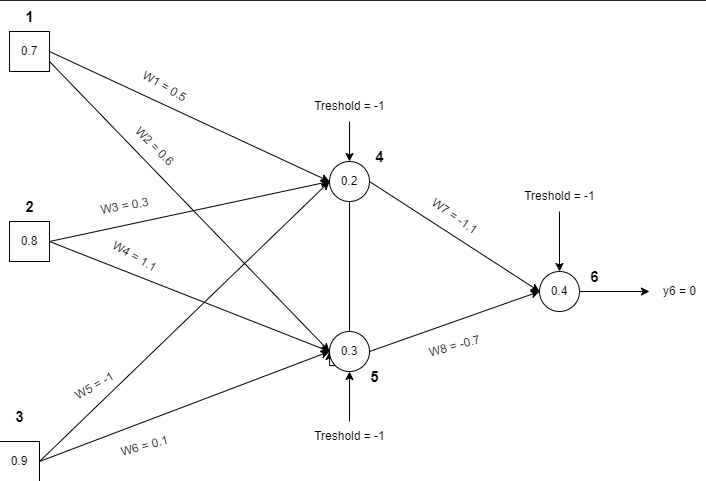 1
0.7
W1 = 0.5
Treshold = -1
W2 = 0.6
4
0.2
2
W3 = 0.3
W7 = -1.1
Treshold = -1
0.8
W4 = 1.1
6
0.4
y6 = 0
0.3
W8 = -0.7
5
W5 = -1
3
W6 = 0.1
Treshold = -1
0.9